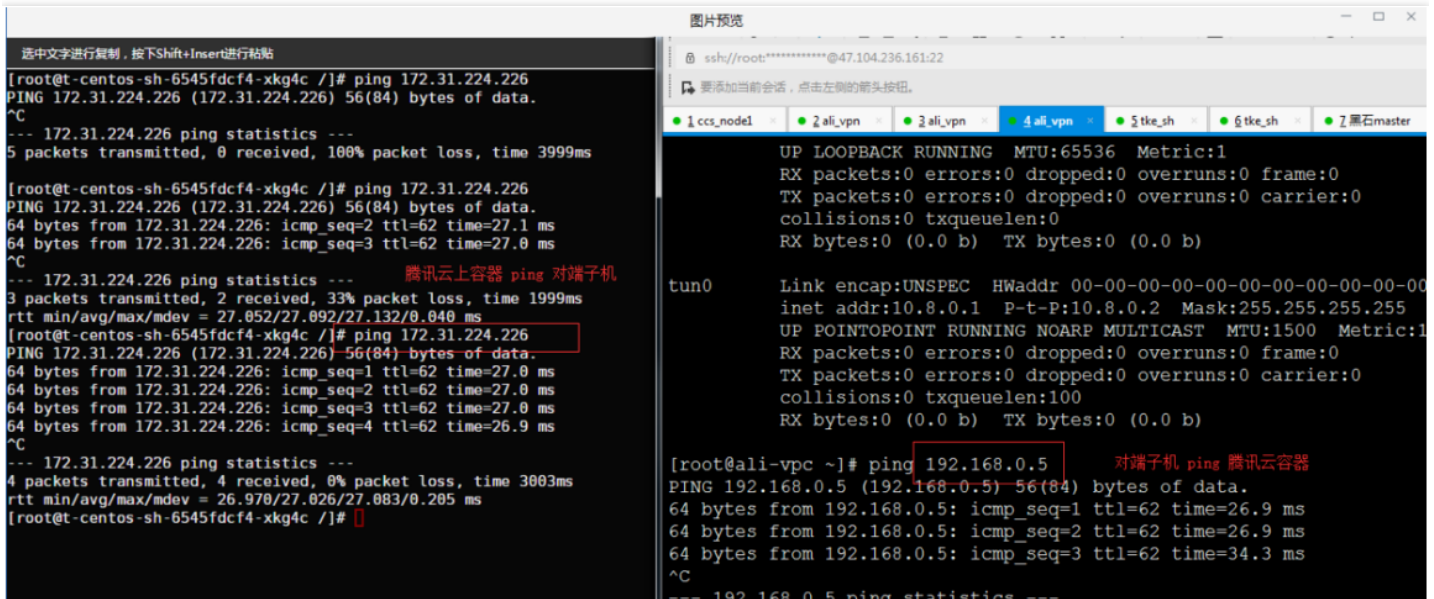 图片预览
选中文字进行复制，按下Shift+Insert进行粘贴
[root@t-centos-sh-6545fdcf4-xkg4c /]# ping 172.31.224.226
PING 172.31.224.226 (172.31.224.226) 56(84) bytes of data.
^C
--- 172.31.224.226 ping statistics ---
5 packets transmitted, 0 received, 100% packet loss, time 3999ms
[root@t-centos-sh-6545fdcf4-xkg4c /]# ping 172.31.224.226
PING 172.31.224.226 (172.31.224.226) 56(84) bytes of data.
64 bytes from 172.31.224.226: icmp_seq=2 ttl=62 time=27.1 ms
64 bytes from 172.31.224.226: icmp_seq=3 ttl=62 time=27.0 ms
^C
--- 172.31.224.226 ping statistics ---
腾讯云上容器 ping 对端子机
3 packets transmitted, 2 received, 33% packet loss, time 1999ms
rtt min/avg/max/mdev = 27.052/27.092/27.132/0.040 ms
[root@t-centos-sh-6545fdcf4-xkg4c /]# ping 172.31.224.226
PING 172.31.224.226 (172.31.224.226) 56(84) bytes of data.
64 bytes from 172.31.224.226: icmp_seq=1 ttl=62 time=27.0 ms
64 bytes from 172.31.224.226: icmp_seq=2 ttl=62 time=27.0 ms
64 bytes from 172.31.224.226: icmp_seq=3 ttl=62 time=27.0 ms
64 bytes from 172.31.224.226: icmp_seq=4 ttl=62 time=26.9 ms
^C
--- 172.31.224.226 ping statistics ---
4 packets transmitted, 4 received, 0% packet loss, time 3003ms
rtt min/avg/max/mdev = 26.970/27.026/27.083/0.205 ms
[root@t-centos-sh-6545fdcf4-xkg4c /]#
ssh://root:************@47.104.236.161:22
要添加当前会话，点击左侧的箭头按钮。
1 ccs_node1 × 2 ali_vpn × 3 ali_vpn × 4 ali_vpn × 5 tke_sh × 6 tke_sh × 7 黑石master
UP LOOPBACK RUNNING MTU:65536 Metric:1
RX packets:0 errors:0 dropped:0 overruns:0 frame:0
TX packets:0 errors:0 dropped:0 overruns:0 carrier:0
collisions:0 txqueuelen:0
RX bytes:0 (0.0 b) TX bytes:0 (0.0 b)
tun0 Link encap:UNSPEC HWaddr 00-00-00-00-00-00-00-00-00-00-00
inet addr:10.8.0.1 P-t-P:10.8.0.2 Mask:255.255.255.255
UP POINTOPOINT RUNNING NOARP MULTICAST MTU:1500 Metric:1
RX packets:0 errors:0 dropped:0 overruns:0 frame:0
TX packets:0 errors:0 dropped:0 overruns:0 carrier:0
collisions:0 txqueuelen:100
RX bytes:0 (0.0 b) TX bytes:0 (0.0 b)
[root@ali-vpc ~]# ping 192.168.0.5
对端子机 ping 腾讯云容器
PING 192.168.0.5 (192.168.0.5) 56(84) bytes of data.
64 bytes from 192.168.0.5: icmp_seq=1 ttl=62 time=26.9 ms
64 bytes from 192.168.0.5: icmp_seq=2 ttl=62 time=26.9 ms
64 bytes from 192.168.0.5: icmp_seq=3 ttl=62 time=34.3 ms
^C
--- 192.168.0.5 ping statistics ---